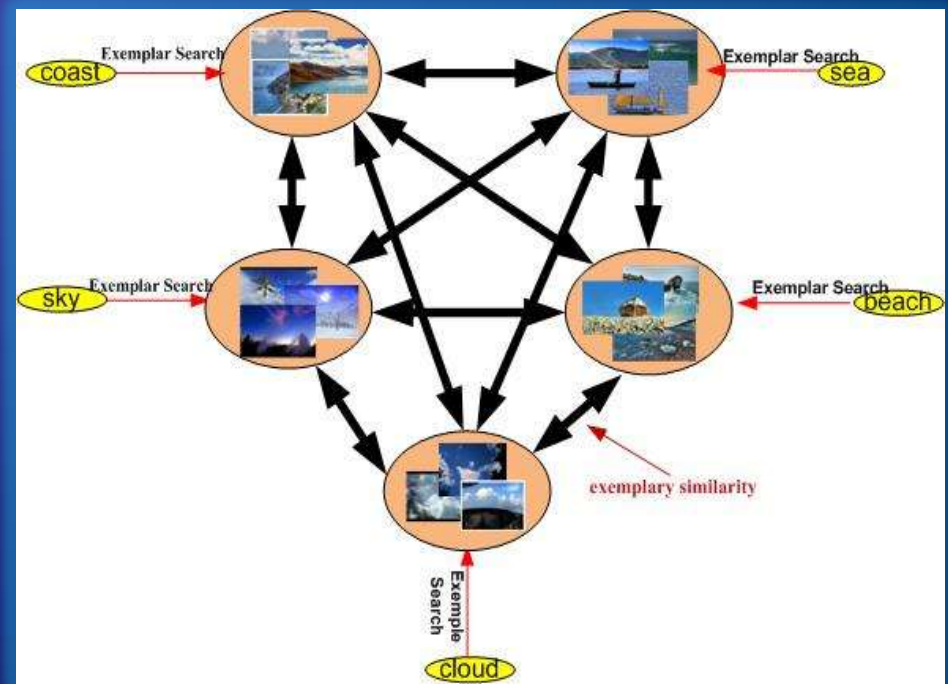 Exemplar Search
coast
Exemplar Search
sea
Exemplar Search
sky
Exemplar Search
beach
exemplary similarity
Exemple
Search
cloud